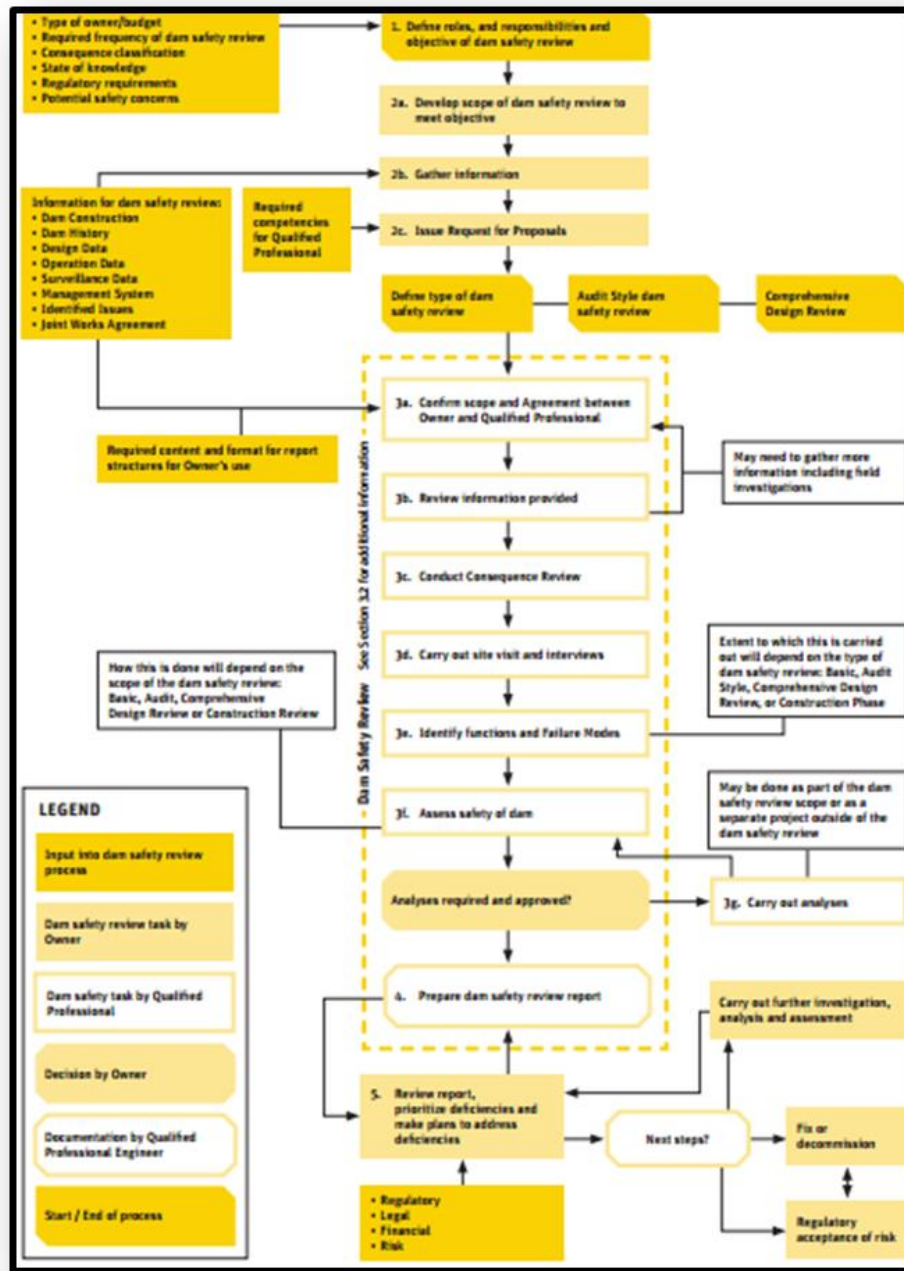 • Type of owner/budget
• Required frequency of dam safety review
• Consequence classification
• State of knowledge
• Regulatory requirements
• Potential safety concerns
1. Define roles, and responsibilities and
objective of dam safety review
2a. Develop scope of dam safety review to
meet objective
2b. Gather information
Information for dam safety review:
• Dam Construction
• Dam History
• Design Data
• Operation Data
• Surveillance Data
• Management System
• Identified Issues
• Joint Works Agreement
Required
competencies
for Qualified
Professional
2c. Issue Request for Proposals
Define type of dam
safety review
Audit Style dam
safety review
Comprehensive
Design Review
Dam Safety Review See Section 3.2 for additional information
3a. Confirm scope and Agreement between
Owner and Qualified Professional
Required content and format for report
structures for Owner's use
May need to gather more
information including field
investigations
3b. Review information provided
3c. Conduct Consequence Review
How this is done will depend on the
scope of the dam safety review:
Basic, Audit, Comprehensive
Design Review or Construction Review
3d. Carry out site visit and interviews
Extent to which this is carried
out will depend on the type of
dam safety review: Basic, Audit
Style, Comprehensive Design
Review, or Construction Phase
3e. Identify functions and Failure Modes
3f. Assess safety of dam
May be done as part of the dam
safety review scope or as a
separate project outside of the
dam safety review
Analyses required and approved?
3g. Carry out analyses
4. Prepare dam safety review report
Carry out further investigation,
analysis and assessment
5. Review report,
prioritize deficiencies and
make plans to address
deficiencies
Next steps?
Fix or
decommission
• Regulatory
• Legal
• Financial
• Risk
Regulatory
acceptance of risk
LEGEND
Input into dam safety review
process
Dam safety review task by
Owner
Dam safety task by Qualified
Professional
Decision by Owner
Documentation by Qualified
Professional Engineer
Start / End of process